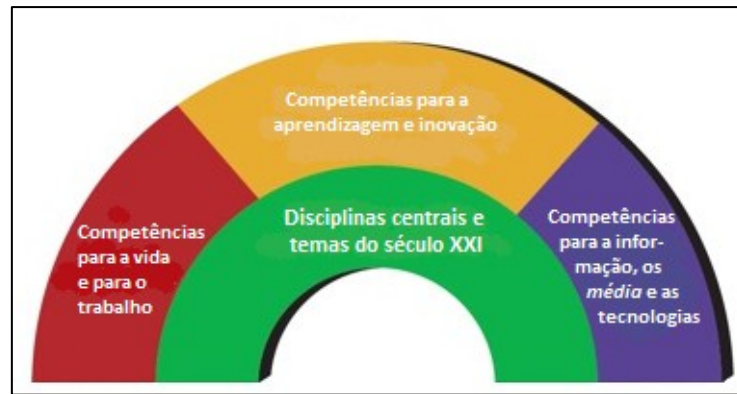 Competências para a
aprendizagem e inovação
Disciplinas centrais e
temas do século XXI
Competências
para a vida
e para o
trabalho
Competências
para a infor-
mação, os
média e as
tecnologias